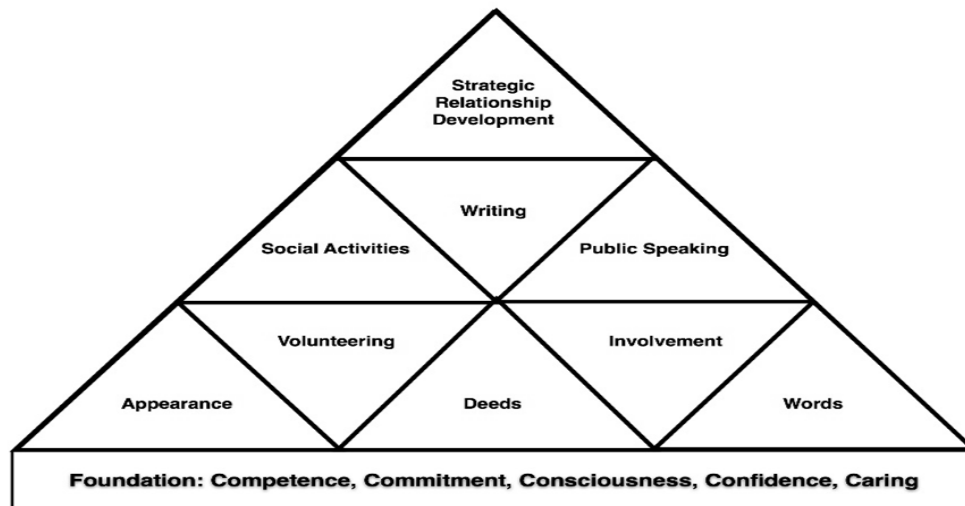 Strategic
Relationship
Development
Writing
Social Activities
Public Speaking
Volunteering
Involvement
Appearance
Deeds
Words
Foundation: Competence, Commitment, Consciousness, Confidence, Caring